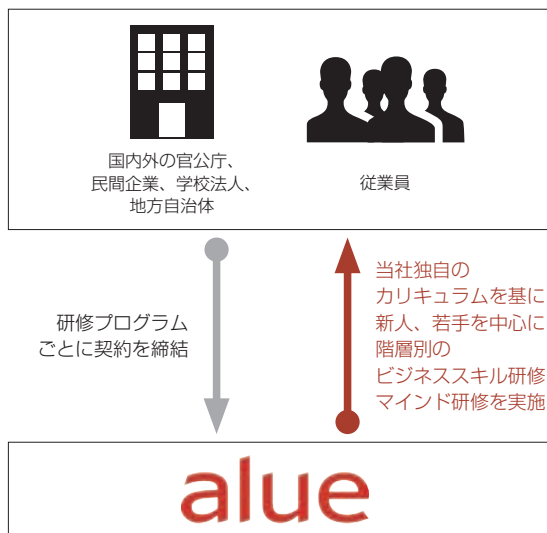 国内外の官公庁、
民間企業、学校法人、
地方自治体
従業員
研修プログラム
ごとに契約を締結
当社独自の
カリキュラムを基に
新人、若手を中心に
階層別の
ビジネススキル研修
マインド研修を実施
alue